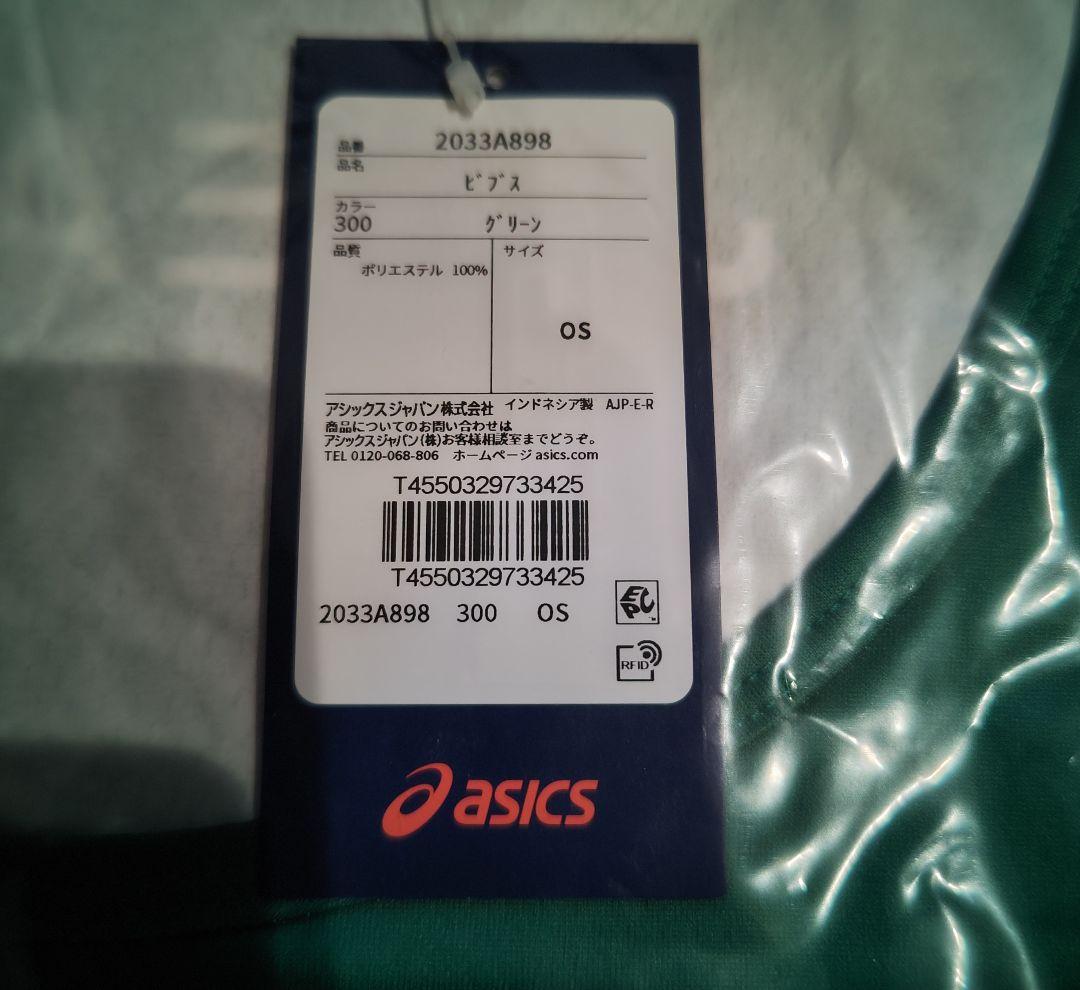 品番 2033A898
品名
ﾋﾞﾌﾞｽ
カラー
300 ｸﾞﾘｰﾝ
品質 サイズ
ポリエステル 100%
OS
アシックスジャパン株式会社 インドネシア製 AJP-E-R
商品についてのお問い合わせは
アシックスジャパン(株)お客様相談室までどうぞ。
TEL 0120-068-806 ホームページ asics.com
T4550329733425
T4550329733425
2033A898 300 OS
EPC
RFID
asics